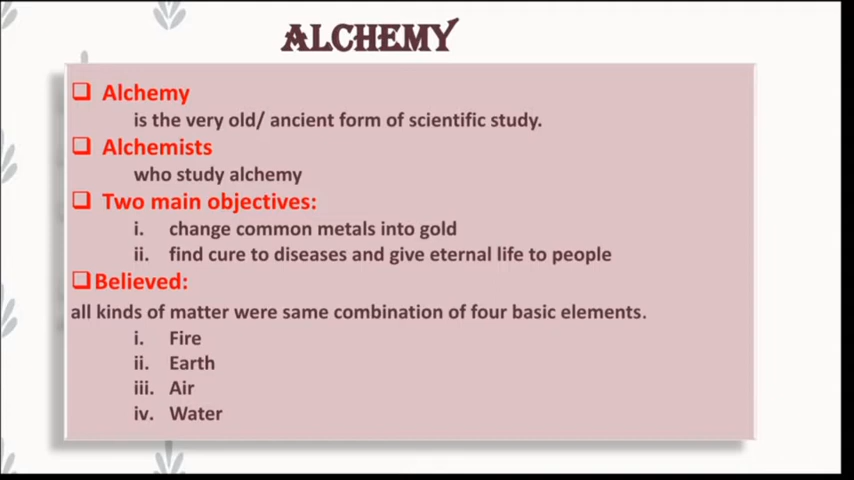 ALCHEMY
❑ Alchemy
is the very old/ ancient form of scientific study.
❑ Alchemists
who study alchemy
❑ Two main objectives:
i. change common metals into gold
ii. find cure to diseases and give eternal life to people
❑Believed:
all kinds of matter were same combination of four basic elements.
i. Fire
ii. Earth
iii. Air
iv. Water